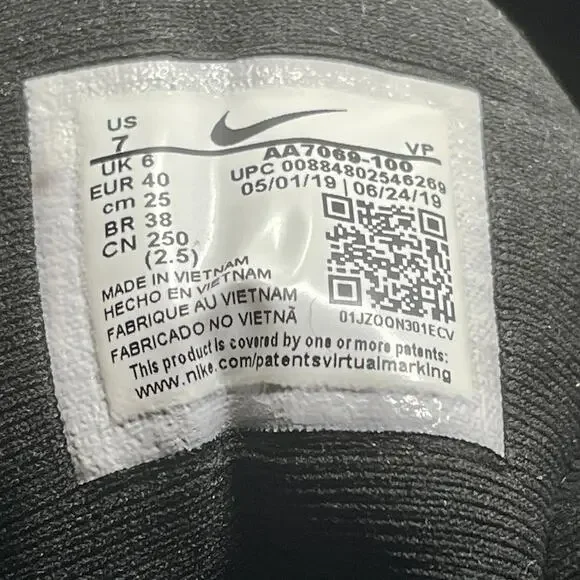 US
7
UK 6
EUR 40
cm 25
BR 38
CN 250
(2.5)
AA7069-100 VP
UPC 00884802546269
05/01/19 | 06/24/19
01JZQQN301ECV
MADE IN VIETNAM
HECHO EN VIETNAM
FABRIQUE AU VIETNAM
FABRICADO NO VIETNÃ
This product is covered by one or more patents:
www.nike.com/patentsvirtualmarking